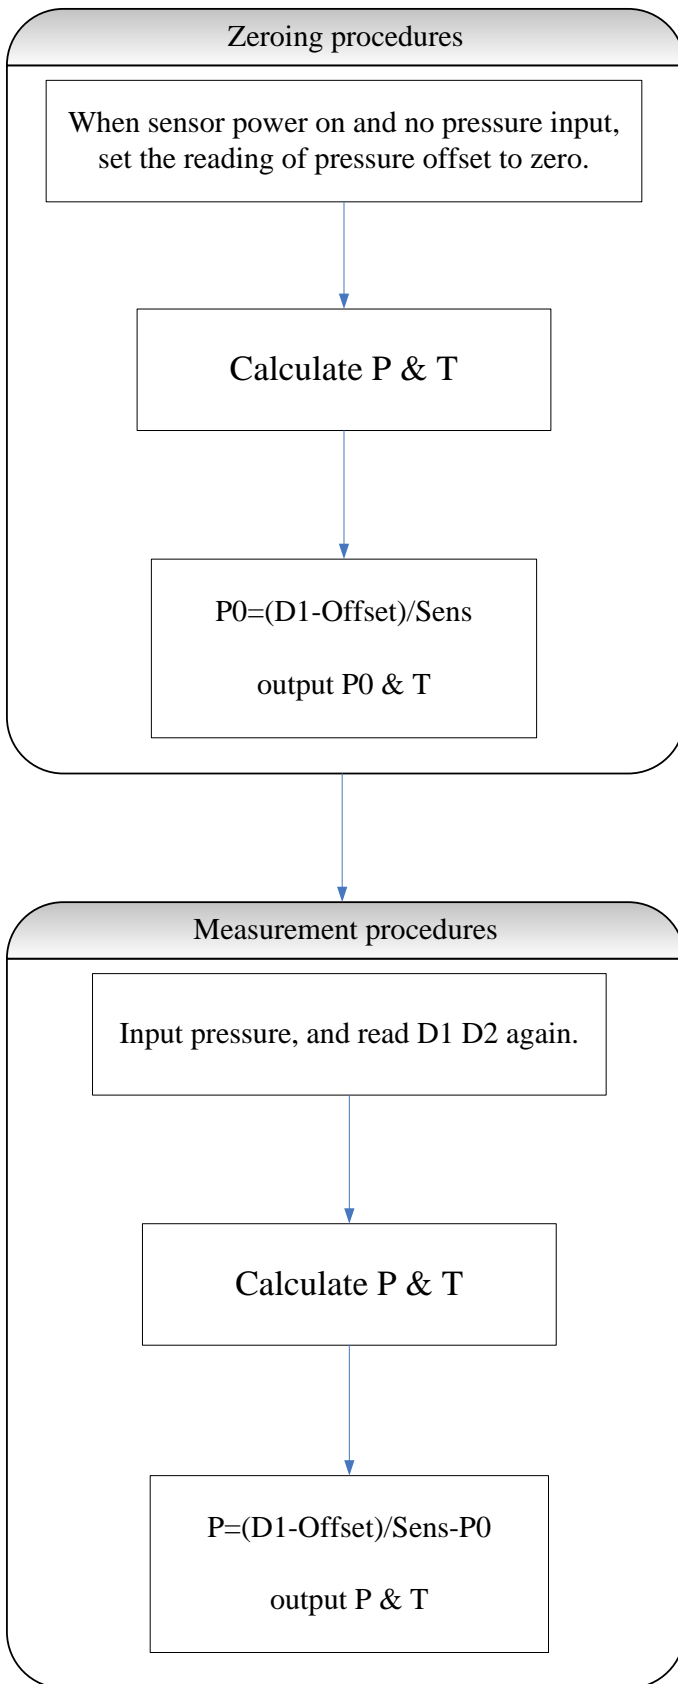 Zeroing procedures
When sensor power on and no pressure input,
set the reading of pressure offset to zero.
Calculate P & T
P0=(D1-Offset)/Sens
output P0 & T
Measurement procedures
Input pressure, and read D1 D2 again.
Calculate P & T
P=(D1-Offset)/Sens-P0
output P & T